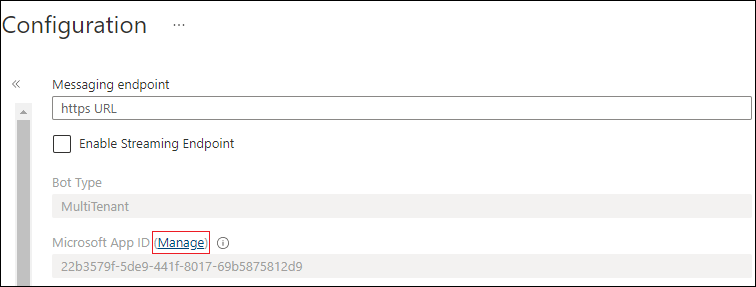 Configuration ...
«
Messaging endpoint
https URL
Enable Streaming Endpoint
Bot Type
MultiTenant
Microsoft App ID (Manage)
22b3579f-5de9-441f-8017-69b5875812d9